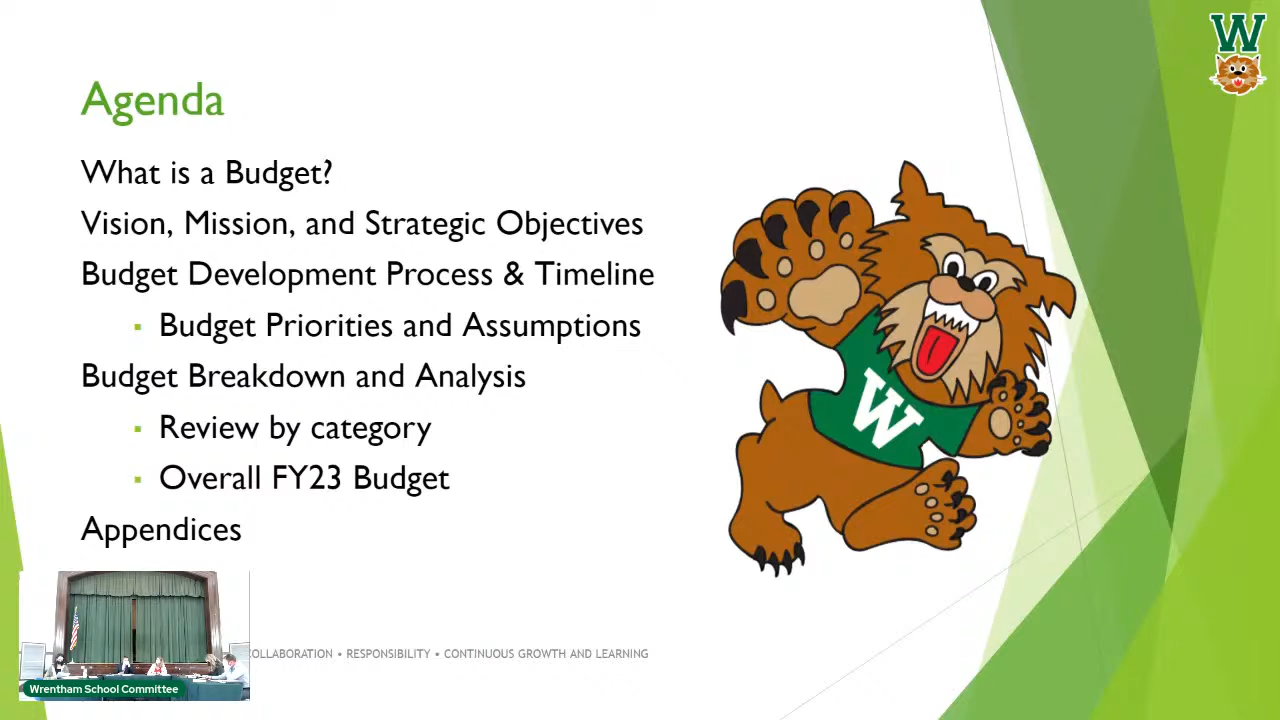 W
Agenda
What is a Budget?
Vision, Mission, and Strategic Objectives
Budget Development Process & Timeline
▪ Budget Priorities and Assumptions
Budget Breakdown and Analysis
▪ Review by category
▪ Overall FY23 Budget
Appendices
W
OLLABORATION • RESPONSIBILITY • CONTINUOUS GROWTH AND LEARNING
Wrentham School Committee